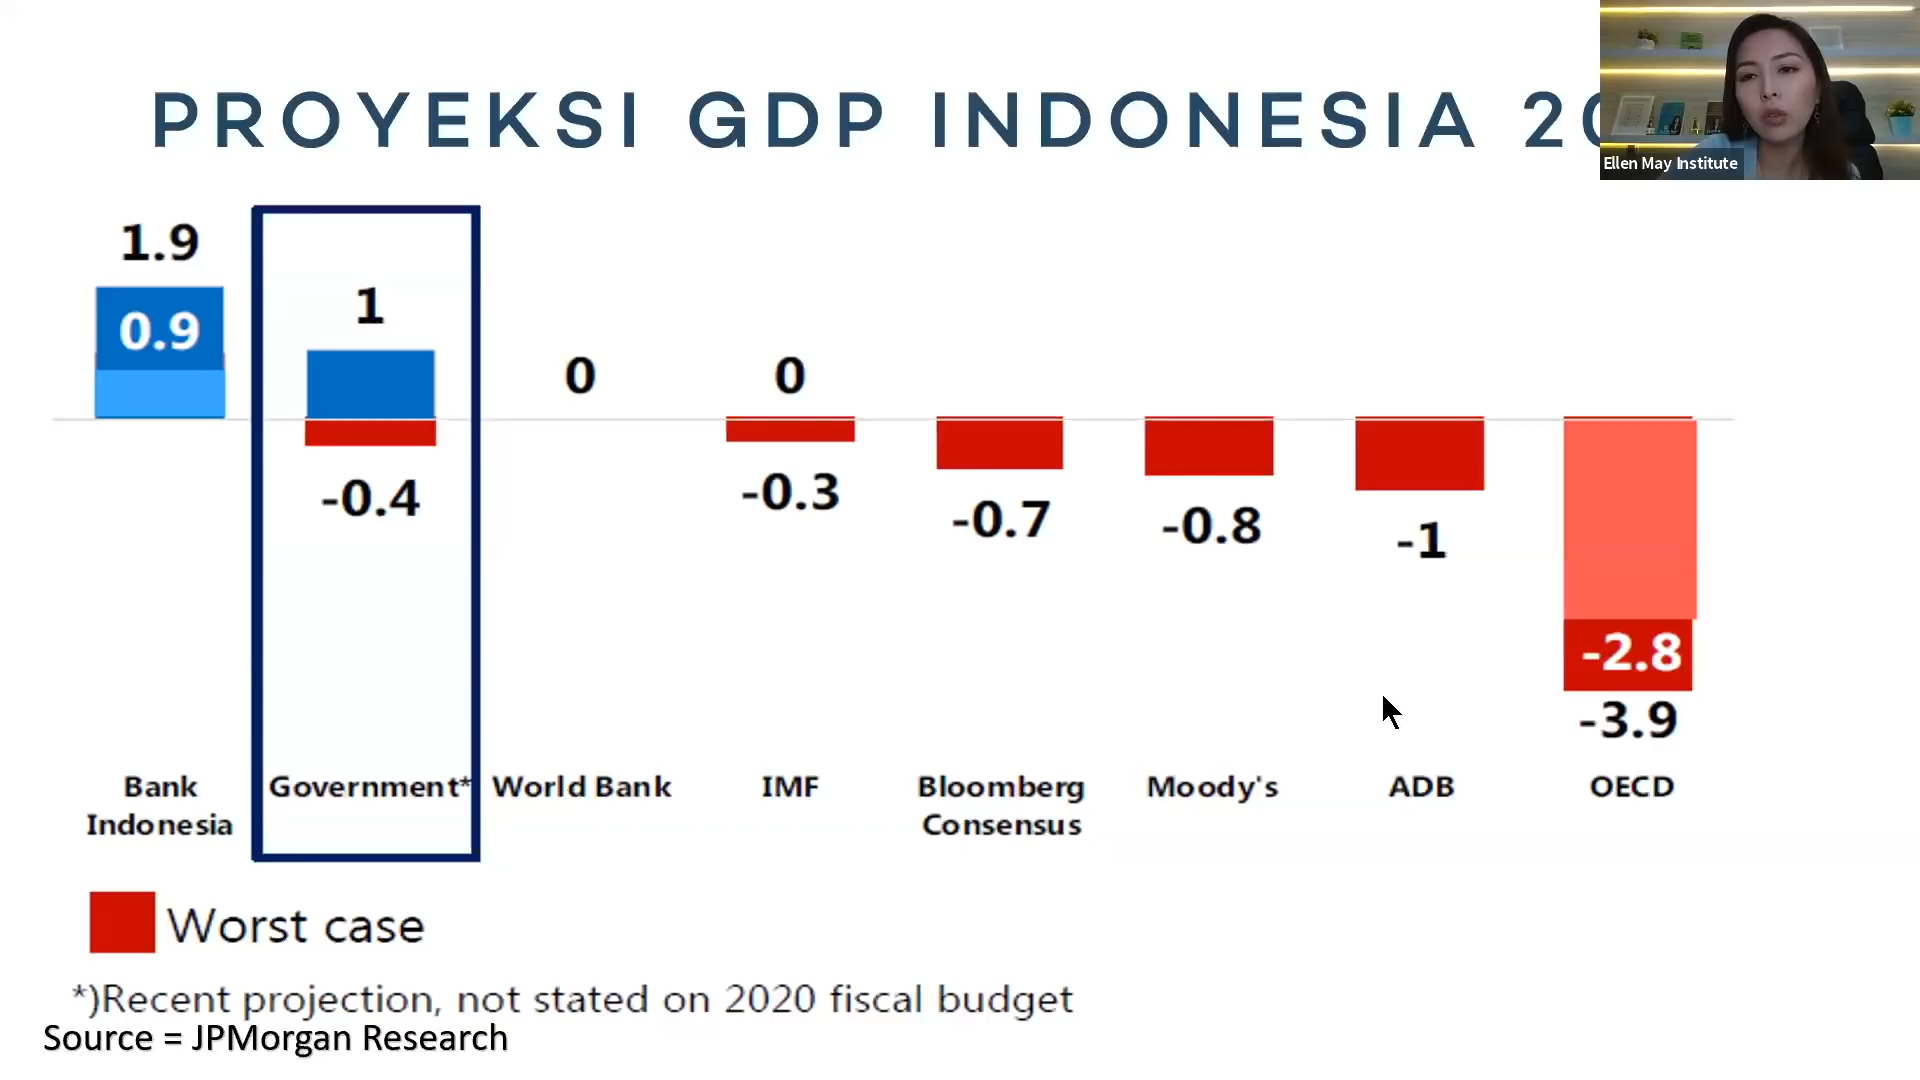 PROYEKSI GDP INDONESIA 20
Ellen May Institute
1.9
0.9
1
-0.4
0
0
-0.3
-0.7
-0.8
-1
-2.8
-3.9
Bank Indonesia
Government*
World Bank
IMF
Bloomberg Consensus
Moody's
ADB
OECD
Worst case
*)Recent projection, not stated on 2020 fiscal budget
Source = JPMorgan Research